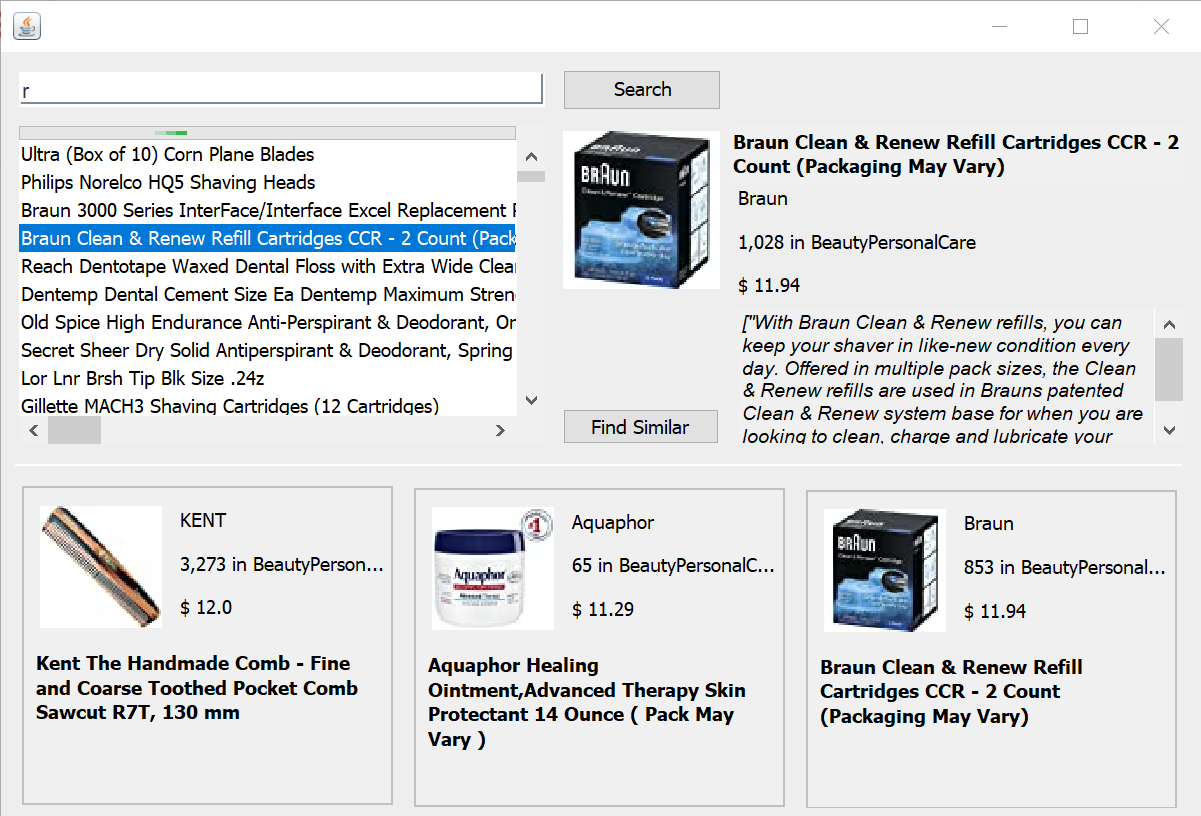 r
Search
Ultra (Box of 10) Corn Plane Blades
Philips Norelco HQ5 Shaving Heads
Braun 3000 Series InterFace/Interface Excel Replacement
Braun Clean & Renew Refill Cartridges CCR - 2 Count (Pack
Reach Dentotape Waxed Dental Floss with Extra Wide Clea
Dentemp Dental Cement Size Ea Dentemp Maximum Stren
Old Spice High Endurance Anti-Perspirant & Deodorant, Or
Secret Sheer Dry Solid Antiperspirant & Deodorant, Spring
Lor Lnr Brsh Tip Blk Size .24z
Gillette MACH3 Shaving Cartridges (12 Cartridges)
BRAUN
Clean & Renew Cartridge
Find Similar
Braun Clean & Renew Refill Cartridges CCR - 2
Count (Packaging May Vary)
Braun
1,028 in BeautyPersonalCare
$ 11.94
["With Braun Clean & Renew refills, you can
keep your shaver in like-new condition every
day. Offered in multiple pack sizes, the Clean
& Renew refills are used in Brauns patented
Clean & Renew system base for when you are
looking to clean, charge and lubricate your
KENT
3,273 in BeautyPerson...
$ 12.0
Kent The Handmade Comb - Fine
and Coarse Toothed Pocket Comb
Sawcut R7T, 130 mm
#1
Aquaphor
Aquaphor
65 in BeautyPersonalC...
$ 11.29
Aquaphor Healing
Ointment,Advanced Therapy Skin
Protectant 14 Ounce ( Pack May
Vary )
BRAUN
Braun
853 in BeautyPersonal...
$ 11.94
Braun Clean & Renew Refill
Cartridges CCR - 2 Count
(Packaging May Vary)